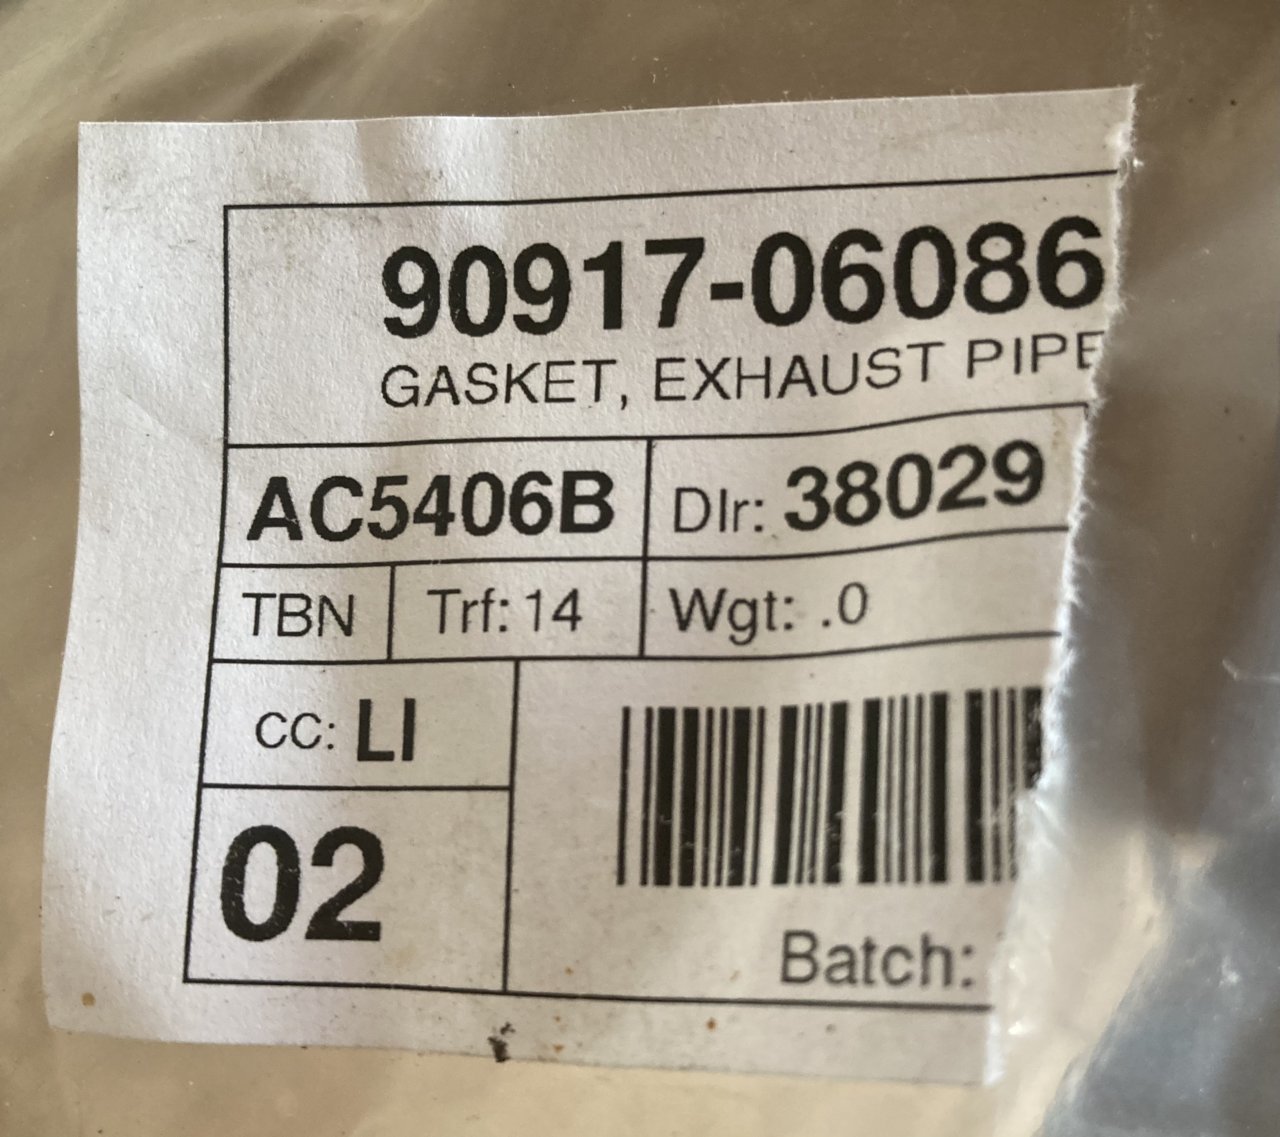 90917-06086
GASKET, EXHAUST PIPE
AC5406B
Dlr: 38029
TBN
Trf: 14
Wgt: .0
CC: LI
02
Batch: